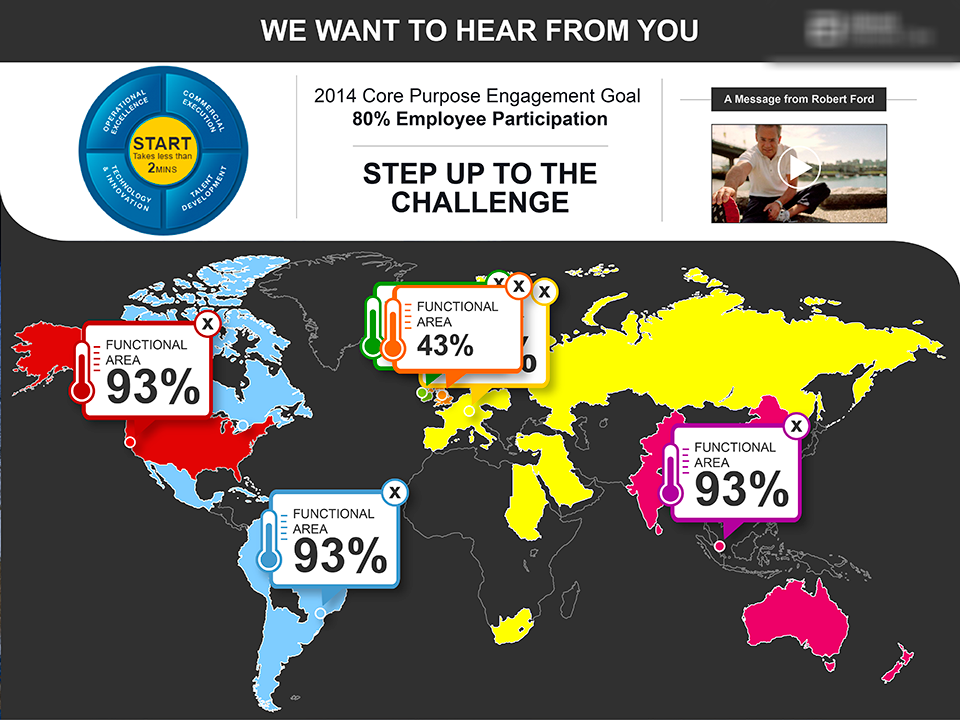 WE WANT TO HEAR FROM YOU
OPERATIONAL
EXCELLENCE
COMMERCIAL
EXECUTION
START
Takes less than
2MINS
TECHNOLOGY
& INNOVATION
TALENT
DEVELOPMENT
2014 Core Purpose Engagement Goal
80% Employee Participation
STEP UP TO THE
CHALLENGE
A Message from Robert Ford
X
X
X
FUNCTIONAL
AREA
43%
%
X
FUNCTIONAL
AREA
93%
X
FUNCTIONAL
AREA
93%
X
FUNCTIONAL
AREA
93%